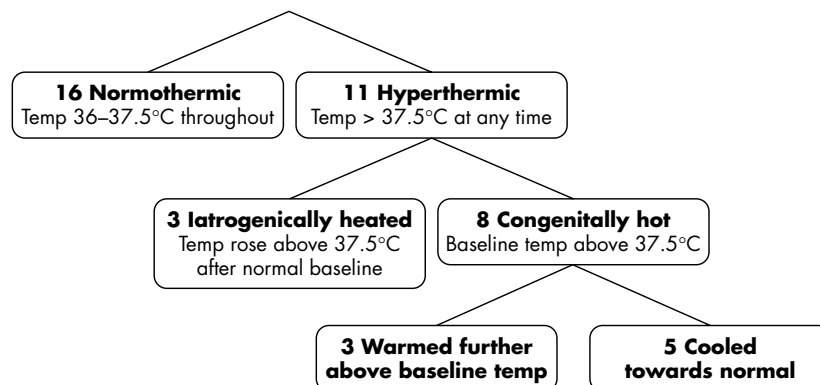 16 Normothermic
Temp 36–37.5°C throughout
11 Hyperthermic
Temp > 37.5°C at any time
3 Iatrogenically heated
Temp rose above 37.5°C
after normal baseline
8 Congenitally hot
Baseline temp above 37.5°C
3 Warmed further
above baseline temp
5 Cooled
towards normal